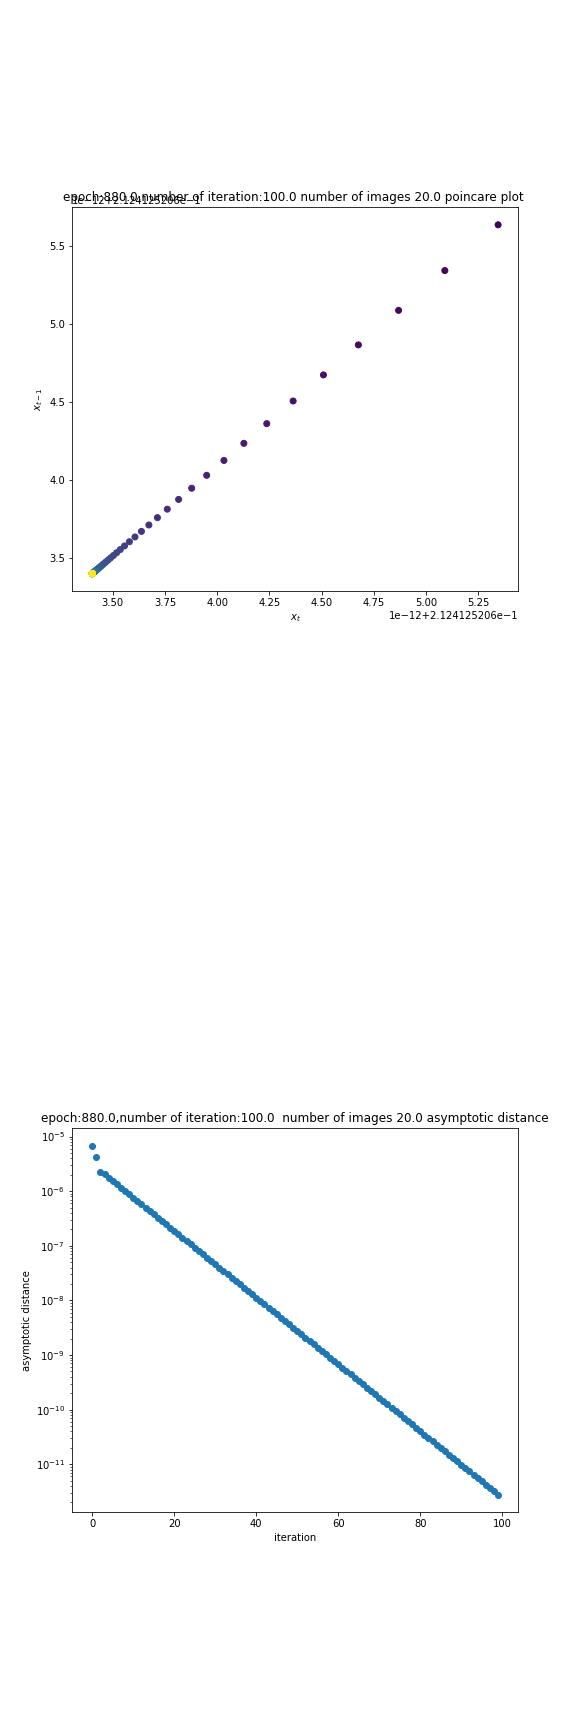 epoch:880.0,number of iteration:100.0 number of images 20.0 poincare plot
1e−12+2.124125206e−1
5.5
5.0
4.5
4.0
3.5
x_{t−1}
3.50 3.75 4.00 4.25 4.50 4.75 5.00 5.25
x_t
1e−12+2.124125206e−1
epoch:880.0,number of iteration:100.0  number of images 20.0 asymptotic distance
10^{−5}
10^{−6}
10^{−7}
10^{−8}
10^{−9}
10^{−10}
10^{−11}
asymptotic distance
0 20 40 60 80 100
iteration